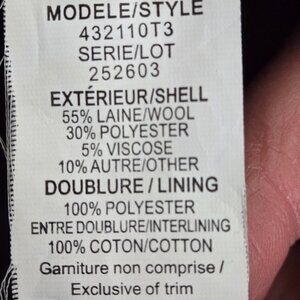 MODELE/STYLE
432110T3
SERIE/LOT
252603
EXTÉRIEUR/SHELL
55% LAINE/WOOL
30% POLYESTER
5% VISCOSE
10% AUTRE/OTHER
DOUBLURE / LINING
100% POLYESTER
ENTRE DOUBLURE/INTERLINING
100% COTON/COTTON
Garniture non comprise /
Exclusive of trim